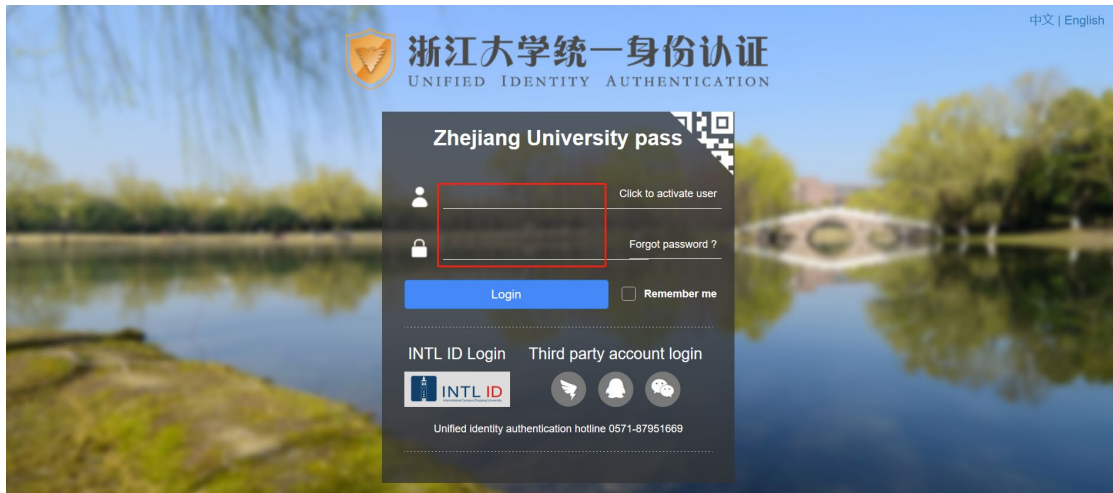 中文 | English
浙江大学统一身份认证
UNIFIED IDENTITY AUTHENTICATION
Zhejiang University pass
Click to activate user
Forgot password ?
Login
Remember me
INTL ID Login Third party account login
INTL ID
Unified identity authentication hotline 0571-87951669